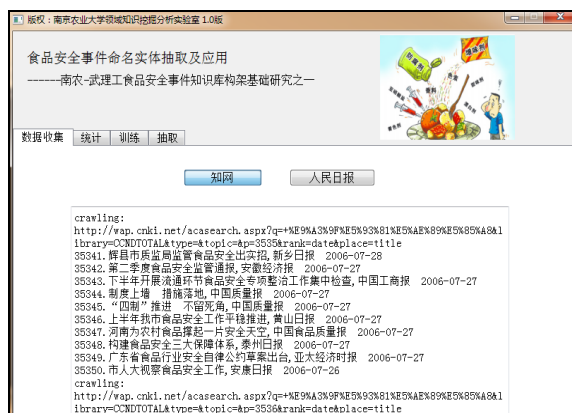 版权：南京农业大学领域知识挖掘分析实验室 1.0版
食品安全事件命名实体抽取及应用
------南农-武理工食品安全事件知识库构架基础研究之一
防腐剂
增味剂
香料
色素
数据收集 统计 训练 抽取
知网 人民日报
crawling:
http://wap.cnki.net/acasearch.aspx?q=+%E9%A3%9F%E5%93%81%E5%AE%89%E5%85%A8&l
ibrary=CCNDTOTAL&type=&topic=&p=3535&rank=date&place=title
35341.辉县市质监局监管食品安全出实招,新乡日报  2006-07-28
35342.第二季度食品安全监管通报,安徽经济报  2006-07-27
35343.下半年开展流通环节食品安全专项整治工作集中检查,中国工商报  2006-07-27
35344.制度上墙  措施落地,中国质量报  2006-07-27
35345.“四制”推进  不留死角,中国质量报  2006-07-27
35346.上半年我市食品安全工作平稳推进,黄山日报  2006-07-27
35347.河南为农村食品撑起一片安全天空,中国食品质量报  2006-07-27
35348.构建食品安全三大保障体系,泰州日报  2006-07-27
35349.广东省食品行业安全自律公约草案出台,亚太经济时报  2006-07-27
35350.市人大视察食品安全工作,安康日报  2006-07-26
crawling:
http://wap.cnki.net/acasearch.aspx?q=+%E9%A3%9F%E5%93%81%E5%AE%89%E5%85%A8&l
ibrary=CCNDTOTAL&type=&topic=&p=3536&rank=date&place=title